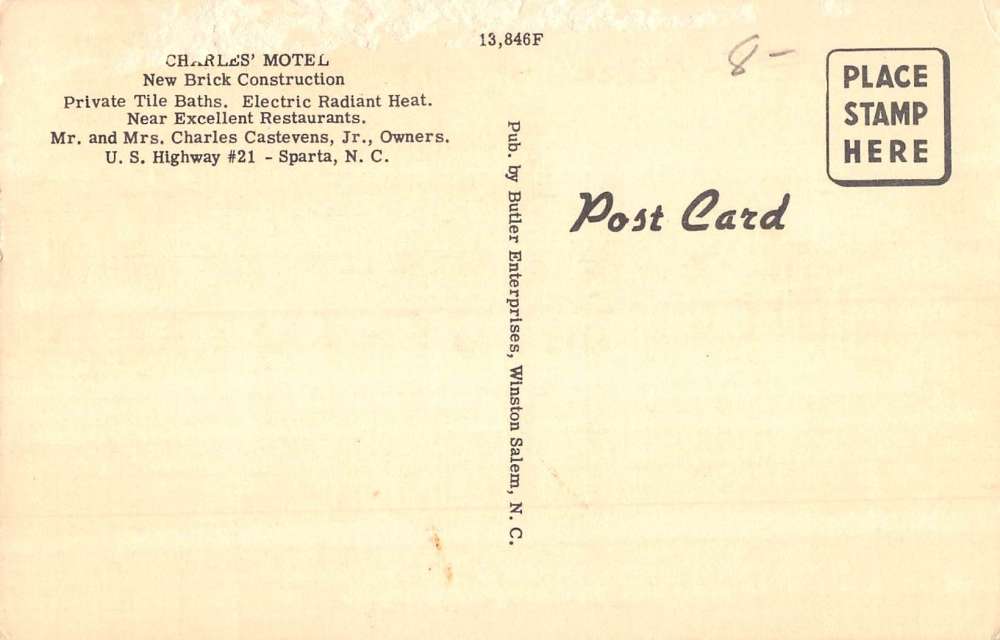 13,846F
CHARLES' MOTEL
New Brick Construction
Private Tile Baths. Electric Radiant Heat.
Near Excellent Restaurants.
Mr. and Mrs. Charles Castevens, Jr., Owners.
U. S. Highway #21 - Sparta, N. C.
Pub. by Butler Enterprises, Winston Salem, N. C.
8-
PLACE
STAMP
HERE
Post Card